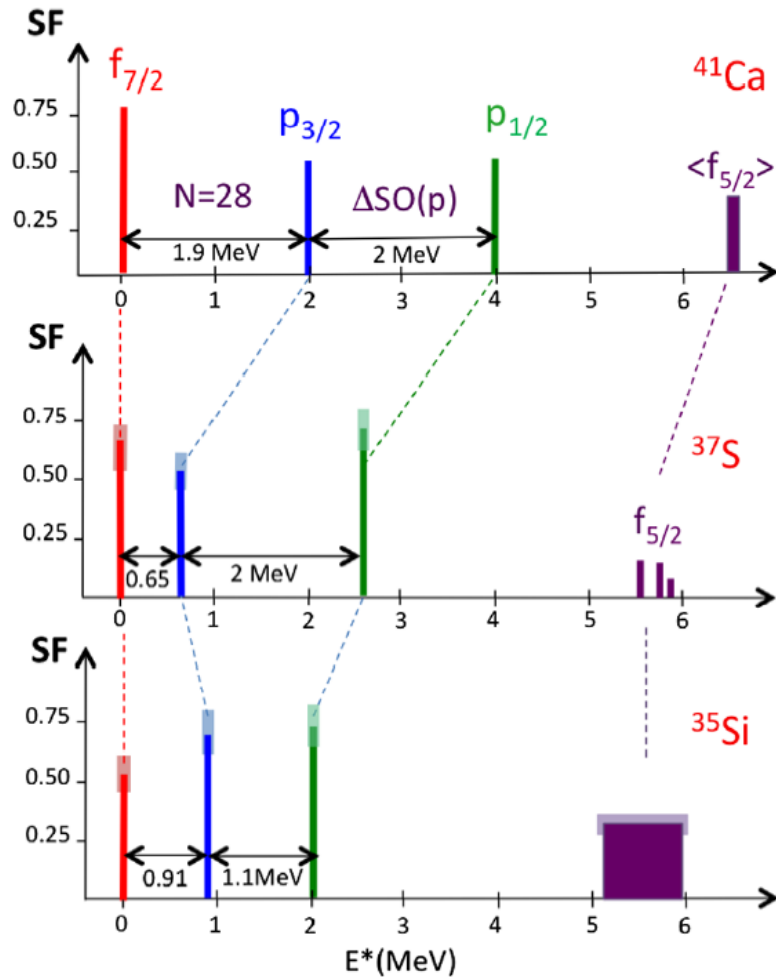 SF
f7/2
41Ca
0.75
p3/2
p1/2
0.50
<f5/2>
N=28
ΔSO(p)
0.25
1.9 MeV
2 MeV
0 1 2 3 4 5 6
SF
0.75
37S
0.50
f5/2
0.25
0.65
2 MeV
0 1 2 3 4 5 6
SF
0.75
35Si
0.50
0.25
0.91
1.1MeV
0 1 2 3 4 5 6
E*(MeV)